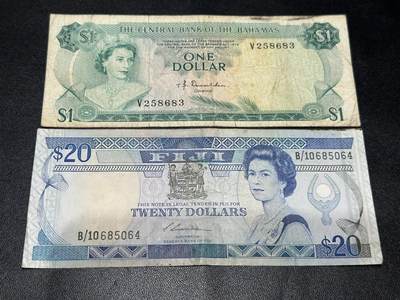 THE CENTRAL BANK OF THE BAHAMAS
$1
$1
V258683
ONE
DOLLAR
V258683
$1
$1
$20
FIJI
B/10685064
THIS NOTE IS LEGAL TENDER IN FIJI FOR
TWENTY DOLLARS
B/10685064
$20